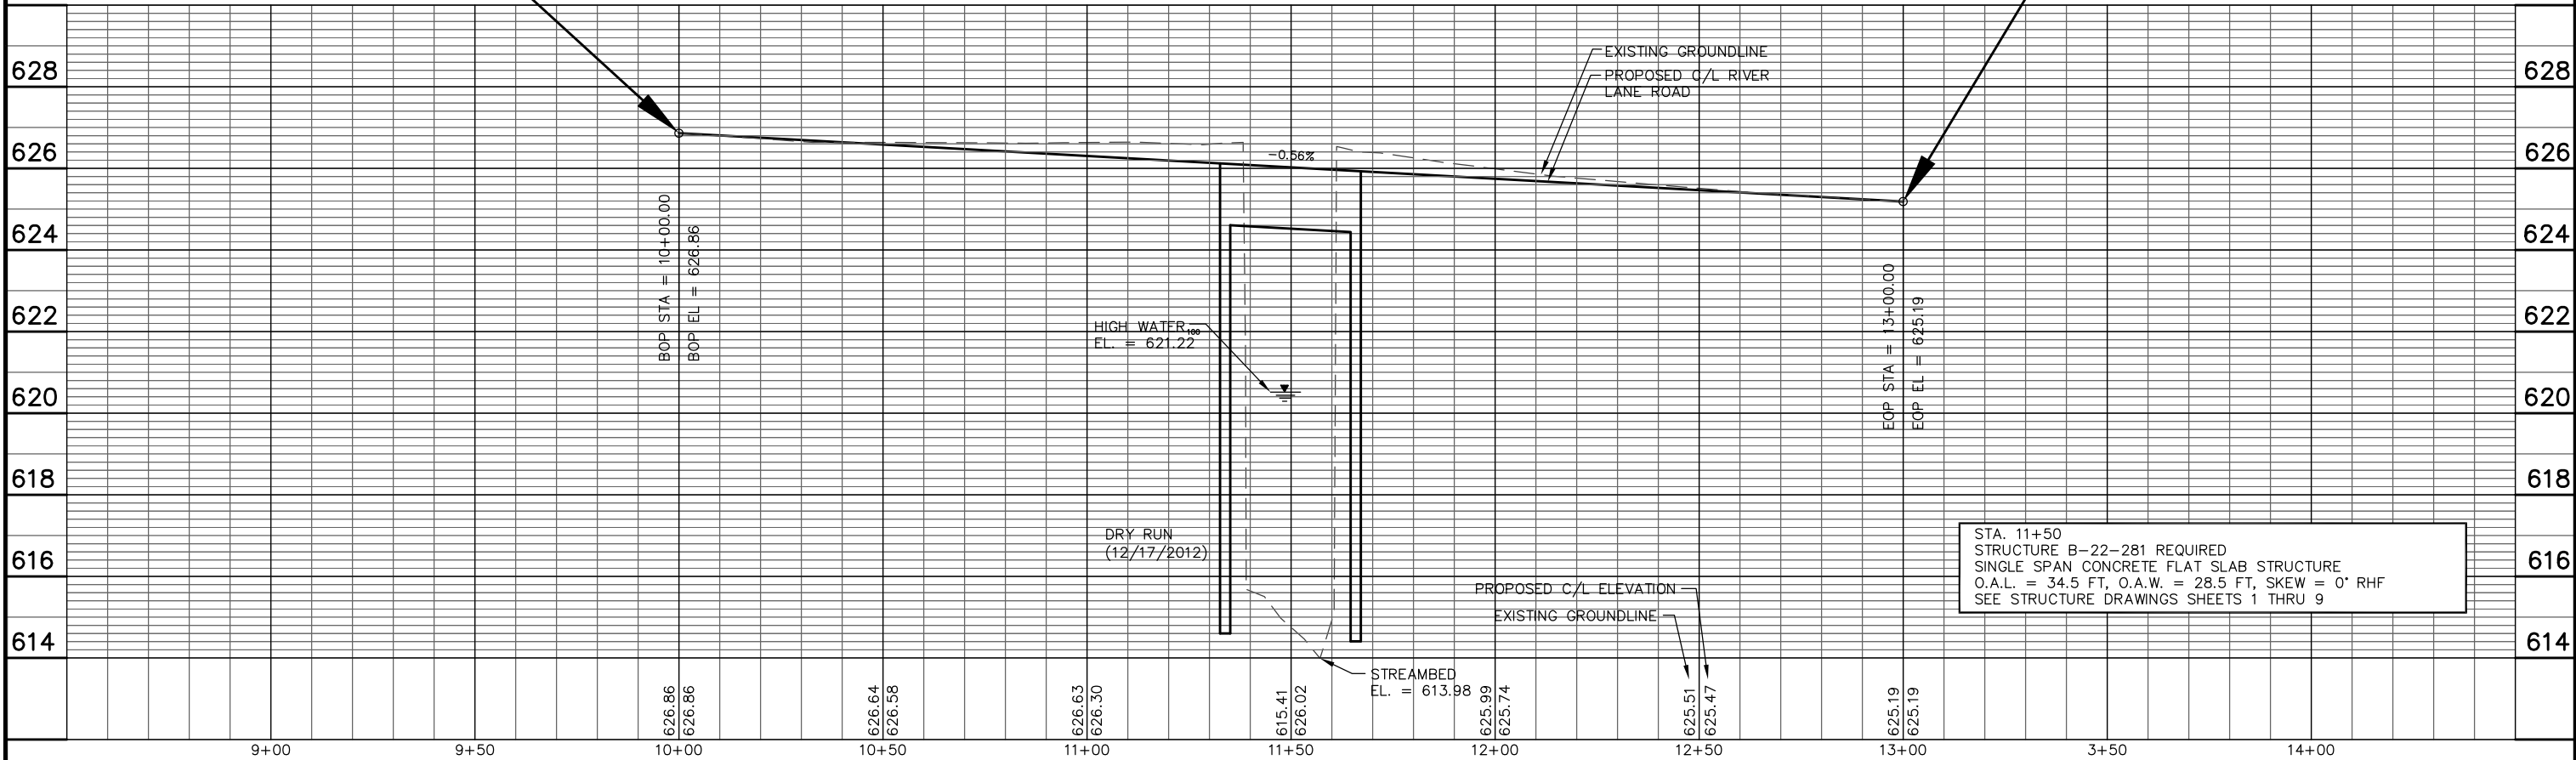 628
626
624
622
620
618
616
614
628
626
624
622
620
618
616
614
EXISTING GROUNDLINE
PROPOSED C/L RIVER
LANE ROAD
-0.56%
BOP STA = 10+00.00
BOP EL = 626.86
HIGH WATER100
EL. = 621.22
EOP STA = 13+00.00
EOP EL = 625.19
DRY RUN
(12/17/2012)
STREAMBED
EL. = 613.98
PROPOSED C/L ELEVATION
EXISTING GROUNDLINE
STA. 11+50
STRUCTURE B-22-281 REQUIRED
SINGLE SPAN CONCRETE FLAT SLAB STRUCTURE
O.A.L. = 34.5 FT, O.A.W. = 28.5 FT, SKEW = 0° RHF
SEE STRUCTURE DRAWINGS SHEETS 1 THRU 9
626.86
626.86
626.64
626.58
626.63
626.30
615.41
626.02
625.99
625.74
625.51
625.47
625.19
625.19
9+00
9+50
10+00
10+50
11+00
11+50
12+00
12+50
13+00
3+50
14+00